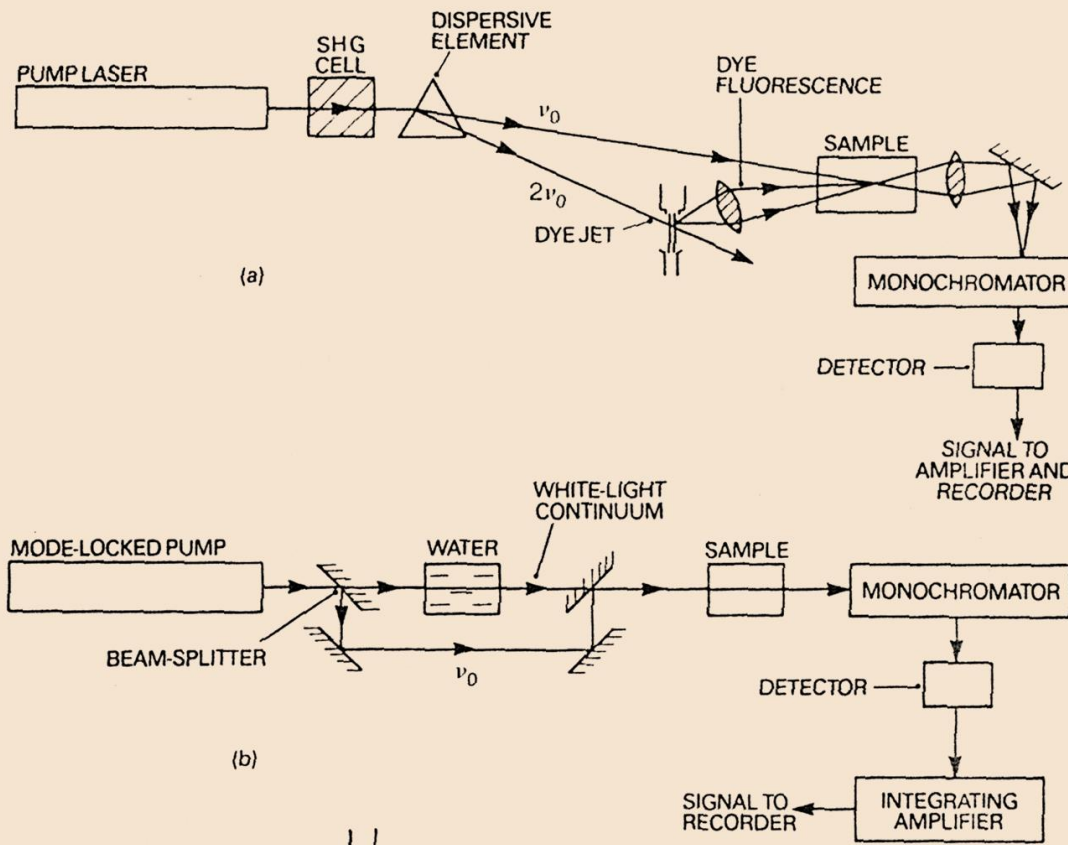 DISPERSIVE
ELEMENT
SHG
CELL
PUMP LASER
DYE
FLUORESCENCE
ν0
SAMPLE
2ν0
DYE JET
(a)
MONOCHROMATOR
DETECTOR
SIGNAL TO
AMPLIFIER AND
RECORDER
WHITE-LIGHT
CONTINUUM
MODE-LOCKED PUMP
WATER
SAMPLE
MONOCHROMATOR
BEAM-SPLITTER
ν0
DETECTOR
(b)
SIGNAL TO
RECORDER
INTEGRATING
AMPLIFIER